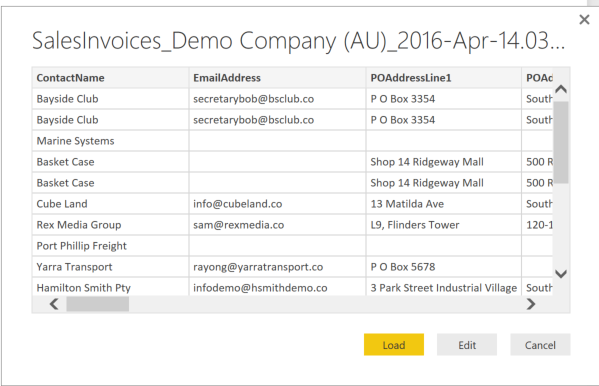 SalesInvoices_Demo Company (AU)_2016-Apr-14.03...
ContactName EmailAddress POAddressLine1 POAd
Bayside Club secretarybob@bsclub.co P O Box 3354 South
Bayside Club secretarybob@bsclub.co P O Box 3354 South
Marine Systems
Basket Case Shop 14 Ridgeway Mall 500 R
Basket Case Shop 14 Ridgeway Mall 500 R
Cube Land info@cubeland.co 13 Matilda Ave South
Rex Media Group sam@rexmedia.co L9, Flinders Tower 120-1
Port Phillip Freight
Yarra Transport rayong@yarratransport.co P O Box 5678
Hamilton Smith Pty infodemo@hsmithdemo.co 3 Park Street Industrial Village South
Load Edit Cancel